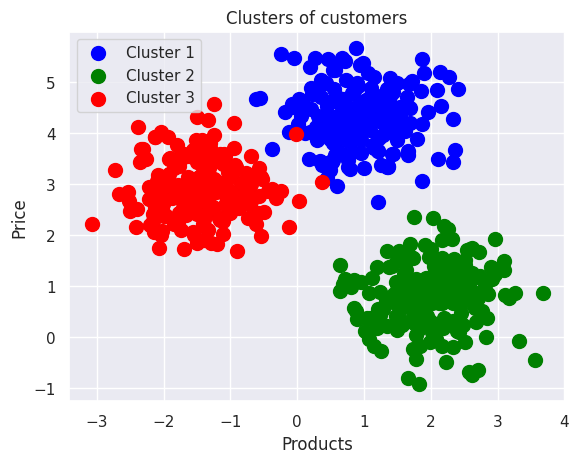 Clusters of customers
Cluster 1
Cluster 2
Cluster 3
Price
5
4
3
2
1
0
−1
−3
−2
−1
0
1
2
3
4
Products